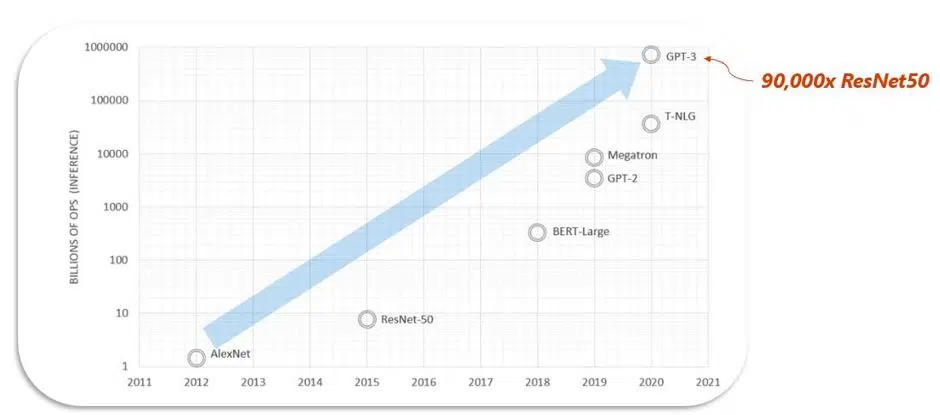 1000000
GPT-3
90,000x ResNet50
100000
T-NLG
10000
Megatron
GPT-2
1000
BERT-Large
100
10
ResNet-50
AlexNet
1
BILLIONS OF OPS (INFERENCE)
2011 2012 2013 2014 2015 2016 2017 2018 2019 2020 2021